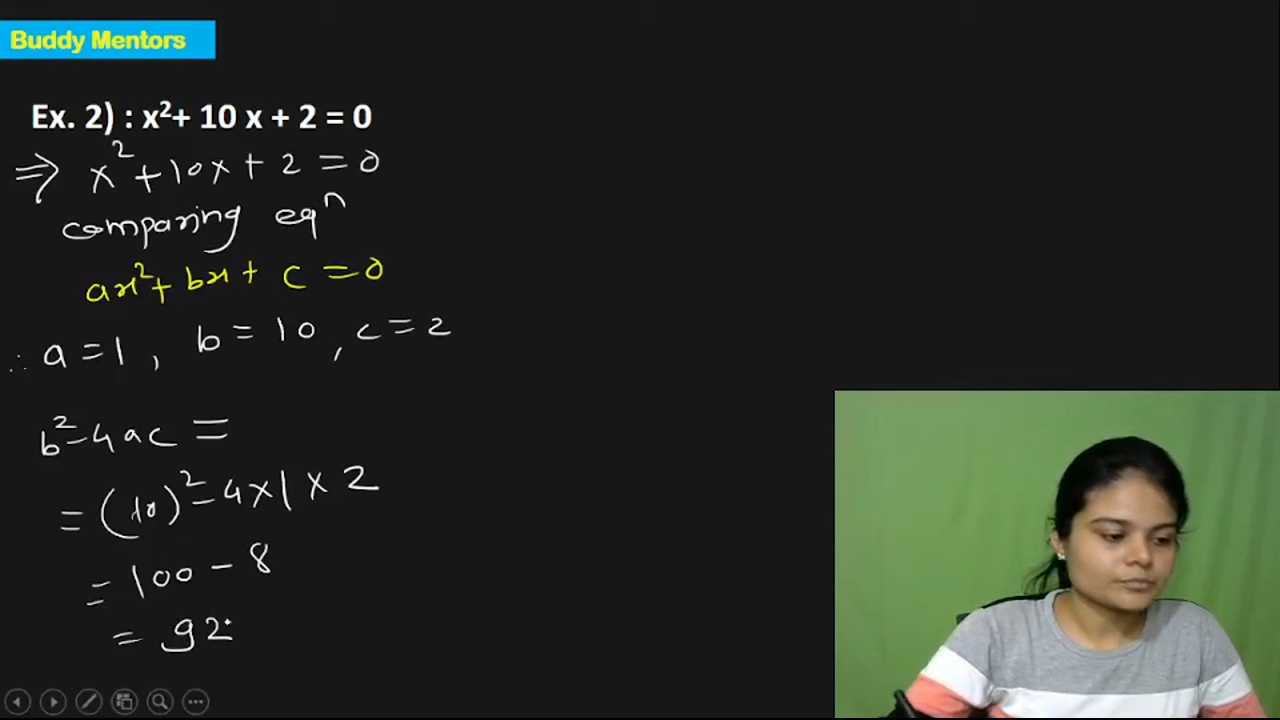 Buddy Mentors
Ex. 2) : x²+ 10 x + 2 = 0
⇒ x² + 10x + 2 = 0
comparing eqⁿ
ax² + bx + c = 0
∴ a = 1, b = 10, c = 2
b² - 4ac =
= (10)² - 4 × 1 × 2
= 100 - 8
= 92